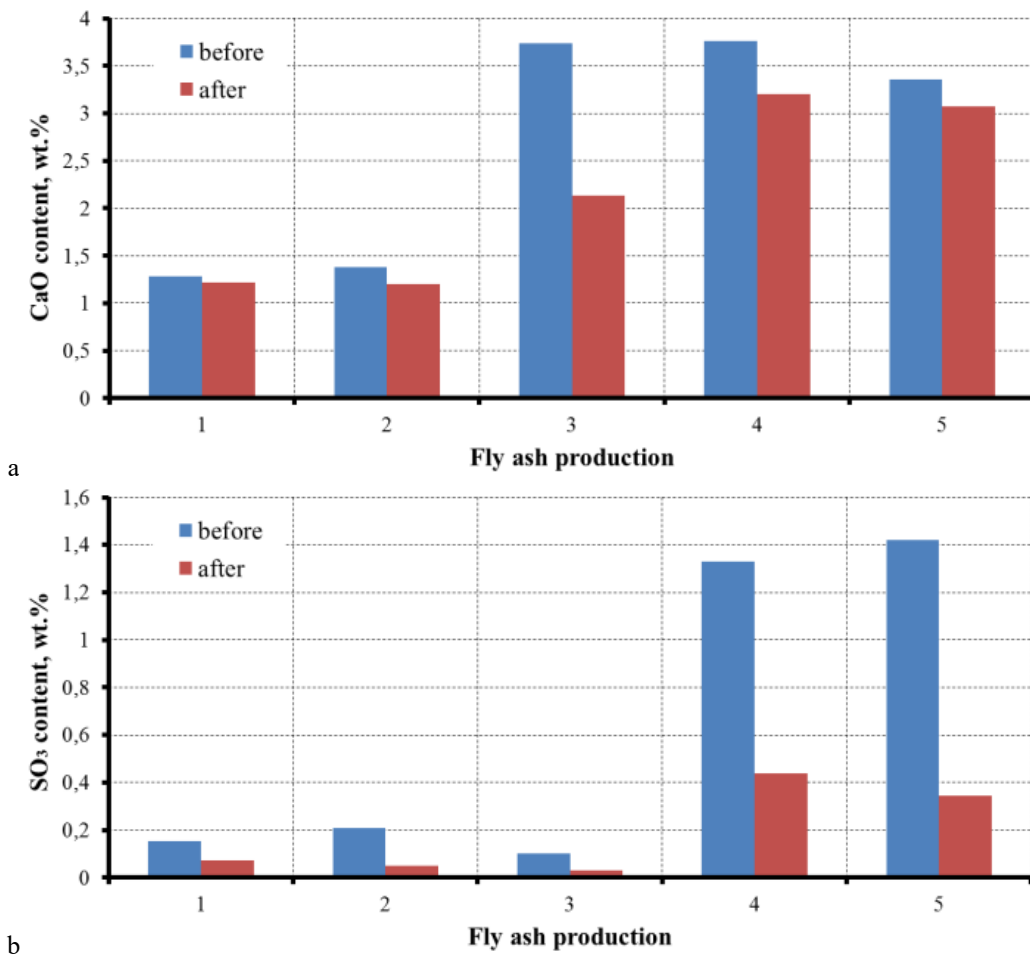 4
3,5
3
2,5
2
1,5
1
0,5
0
CaO content, wt.%
before
after
1 2 3 4 5
Fly ash production
a
1,6
1,4
1,2
1
0,8
0,6
0,4
0,2
0
SO₃ content, wt.%
before
after
1 2 3 4 5
Fly ash production
b